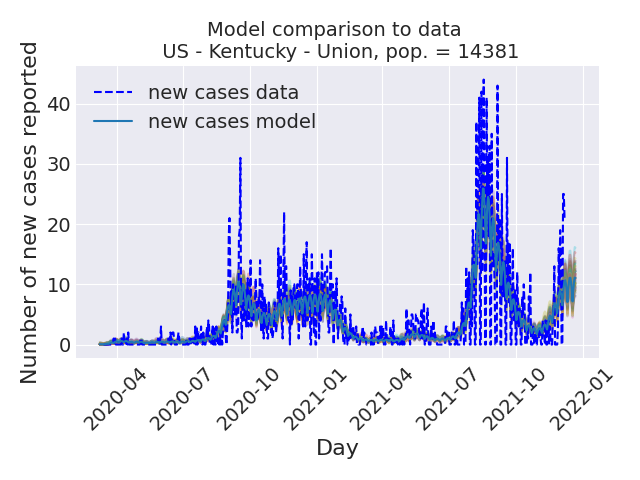 Model comparison to data
US - Kentucky - Union, pop. = 14381
Number of new cases reported
new cases data
new cases model
40
30
20
10
0
2020-04
2020-07
2020-10
2021-01
2021-04
2021-07
2021-10
2022-01
Day